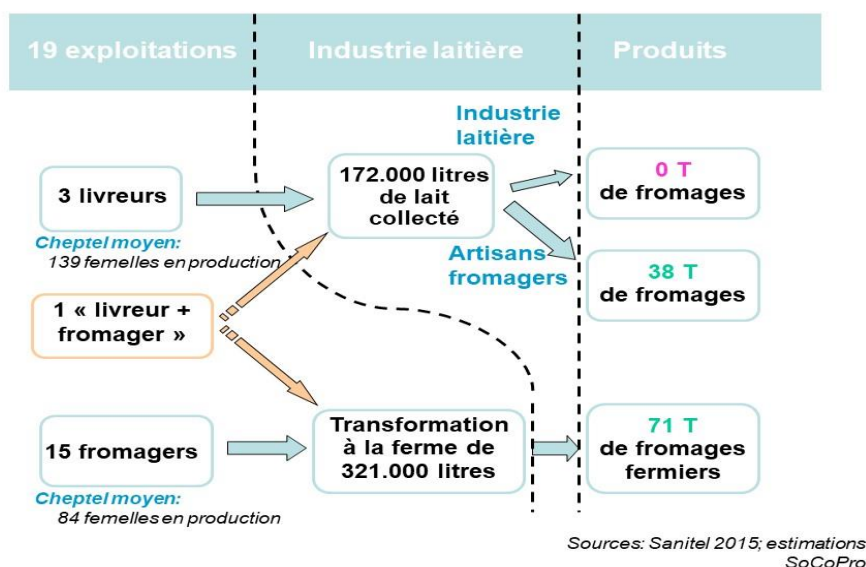 19 exploitations
Industrie laitière
Produits
Industrie
laitière
3 livreurs
172.000 litres
de lait
collecté
0 T
de fromages
Cheptel moyen:
139 femelles en production
Artisans
fromagers
38 T
de fromages
1 « livreur +
fromager »
15 fromagers
Transformation
à la ferme de
321.000 litres
71 T
de fromages
fermiers
Cheptel moyen:
84 femelles en production
Sources: Sanitel 2015; estimations
SoCoPro